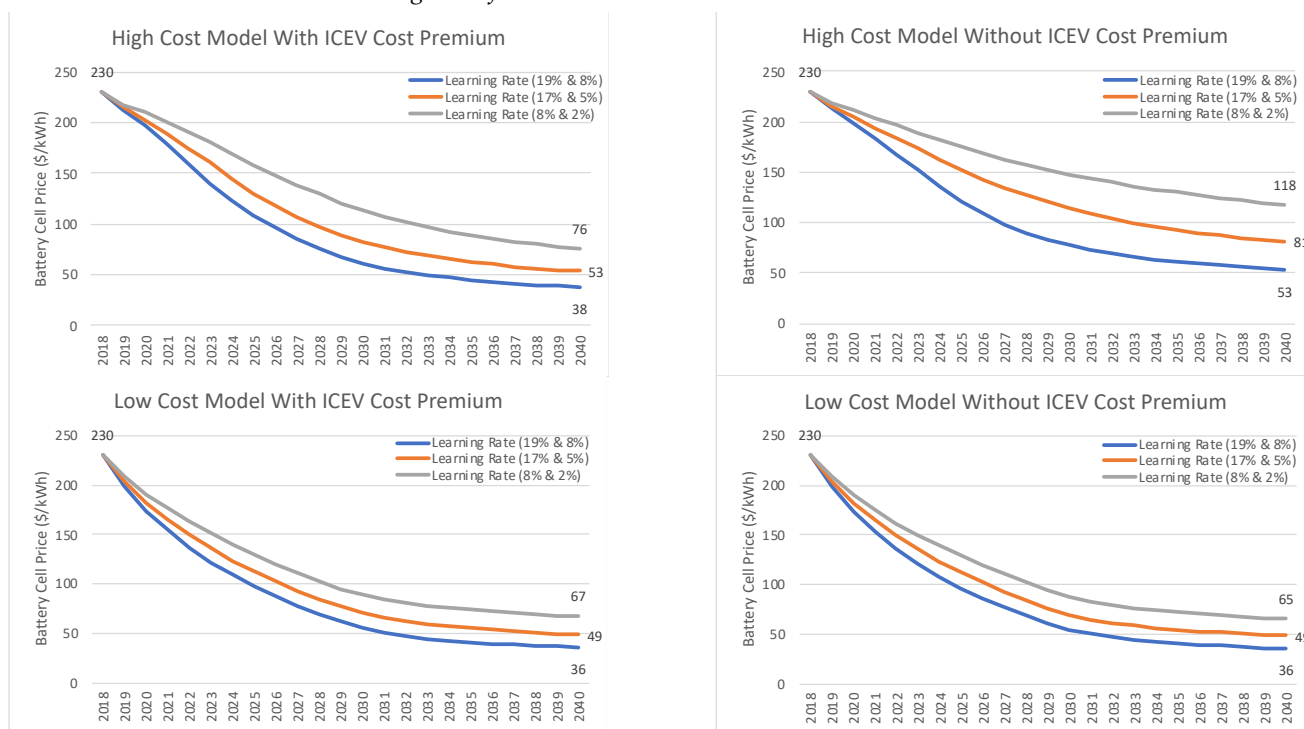 High Cost Model With ICEV Cost Premium
Battery Cell Price ($/kWh)
250
200
150
100
50
0
230
Learning Rate (19% & 8%)
Learning Rate (17% & 5%)
Learning Rate (8% & 2%)
76
53
38
2018 2019 2020 2021 2022 2023 2024 2025 2026 2027 2028 2029 2030 2031 2032 2033 2034 2035 2036 2037 2038 2039 2040
High Cost Model Without ICEV Cost Premium
Battery Cell Price ($/kWh)
250
200
150
100
50
0
230
Learning Rate (19% & 8%)
Learning Rate (17% & 5%)
Learning Rate (8% & 2%)
118
81
53
2018 2019 2020 2021 2022 2023 2024 2025 2026 2027 2028 2029 2030 2031 2032 2033 2034 2035 2036 2037 2038 2039 2040
Low Cost Model With ICEV Cost Premium
Battery Cell Price ($/kWh)
250
200
150
100
50
0
230
Learning Rate (19% & 8%)
Learning Rate (17% & 5%)
Learning Rate (8% & 2%)
67
49
36
2018 2019 2020 2021 2022 2023 2024 2025 2026 2027 2028 2029 2030 2031 2032 2033 2034 2035 2036 2037 2038 2039 2040
Low Cost Model Without ICEV Cost Premium
Battery Cell Price ($/kWh)
250
200
150
100
50
0
230
Learning Rate (19% & 8%)
Learning Rate (17% & 5%)
Learning Rate (8% & 2%)
65
49
36
2018 2019 2020 2021 2022 2023 2024 2025 2026 2027 2028 2029 2030 2031 2032 2033 2034 2035 2036 2037 2038 2039 2040